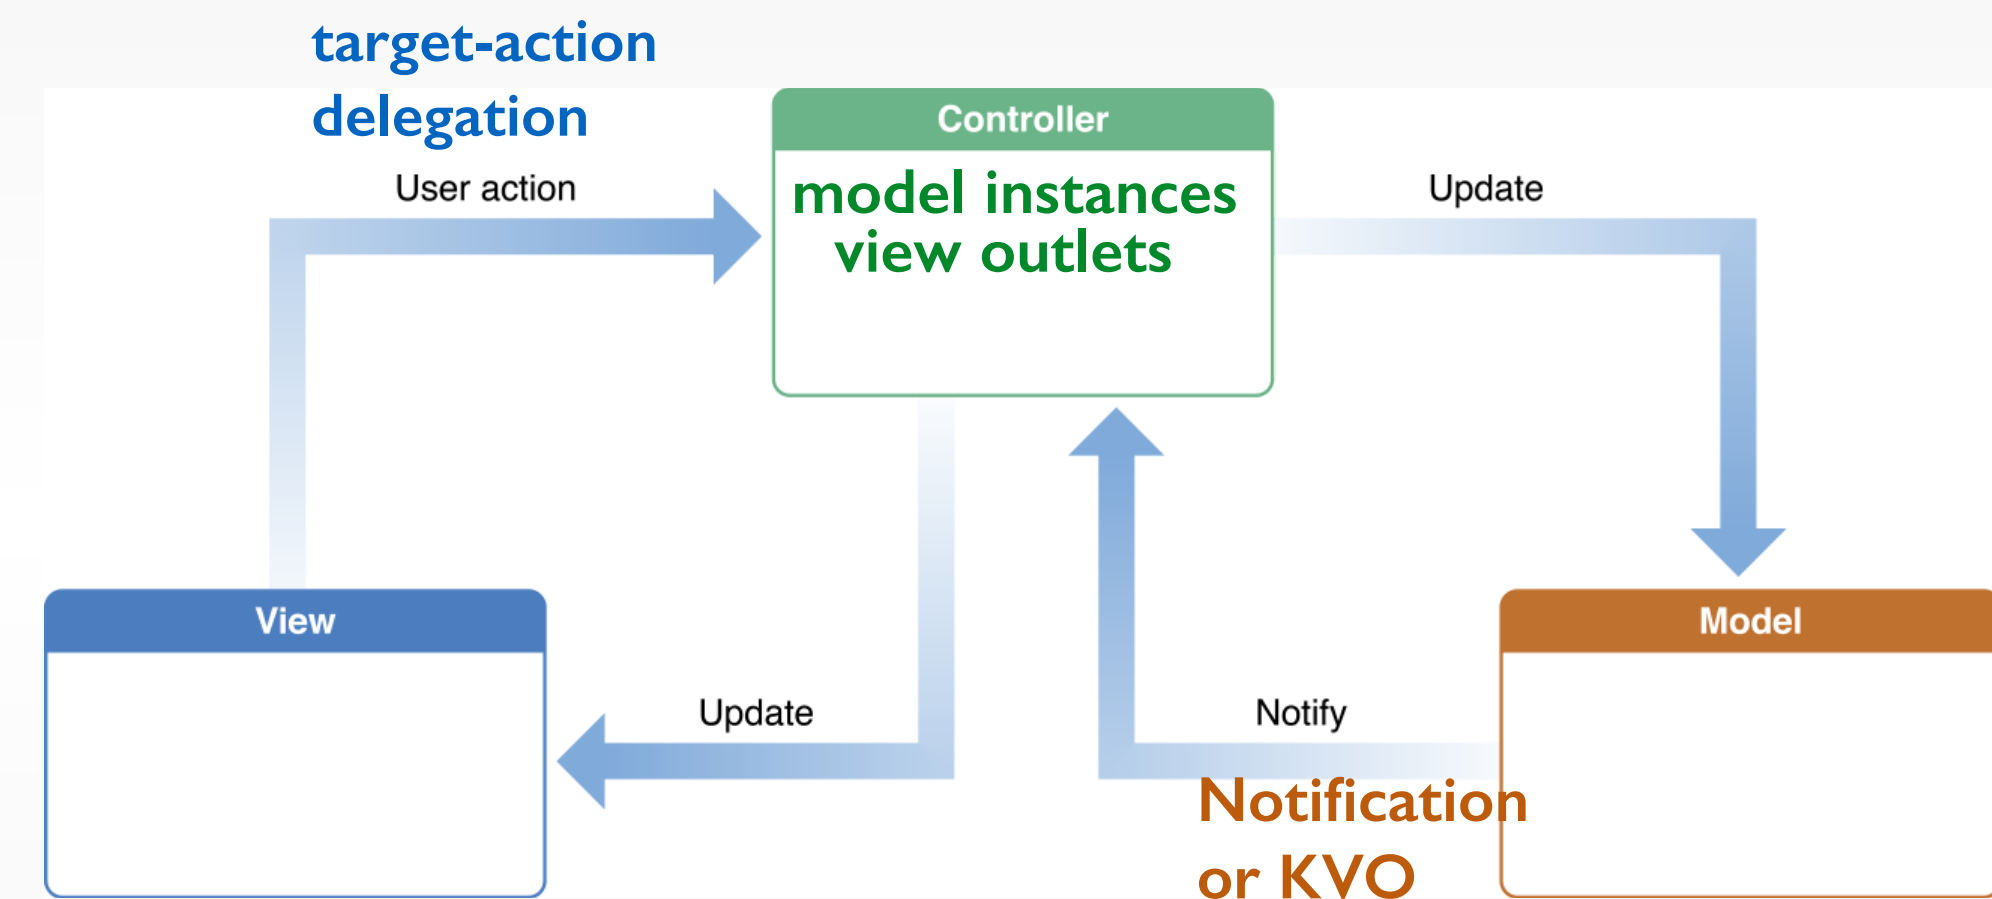 target-action
delegation
Controller
User action
model instances
Update
view outlets
View
Model
Update
Notify
Notification
or KVO